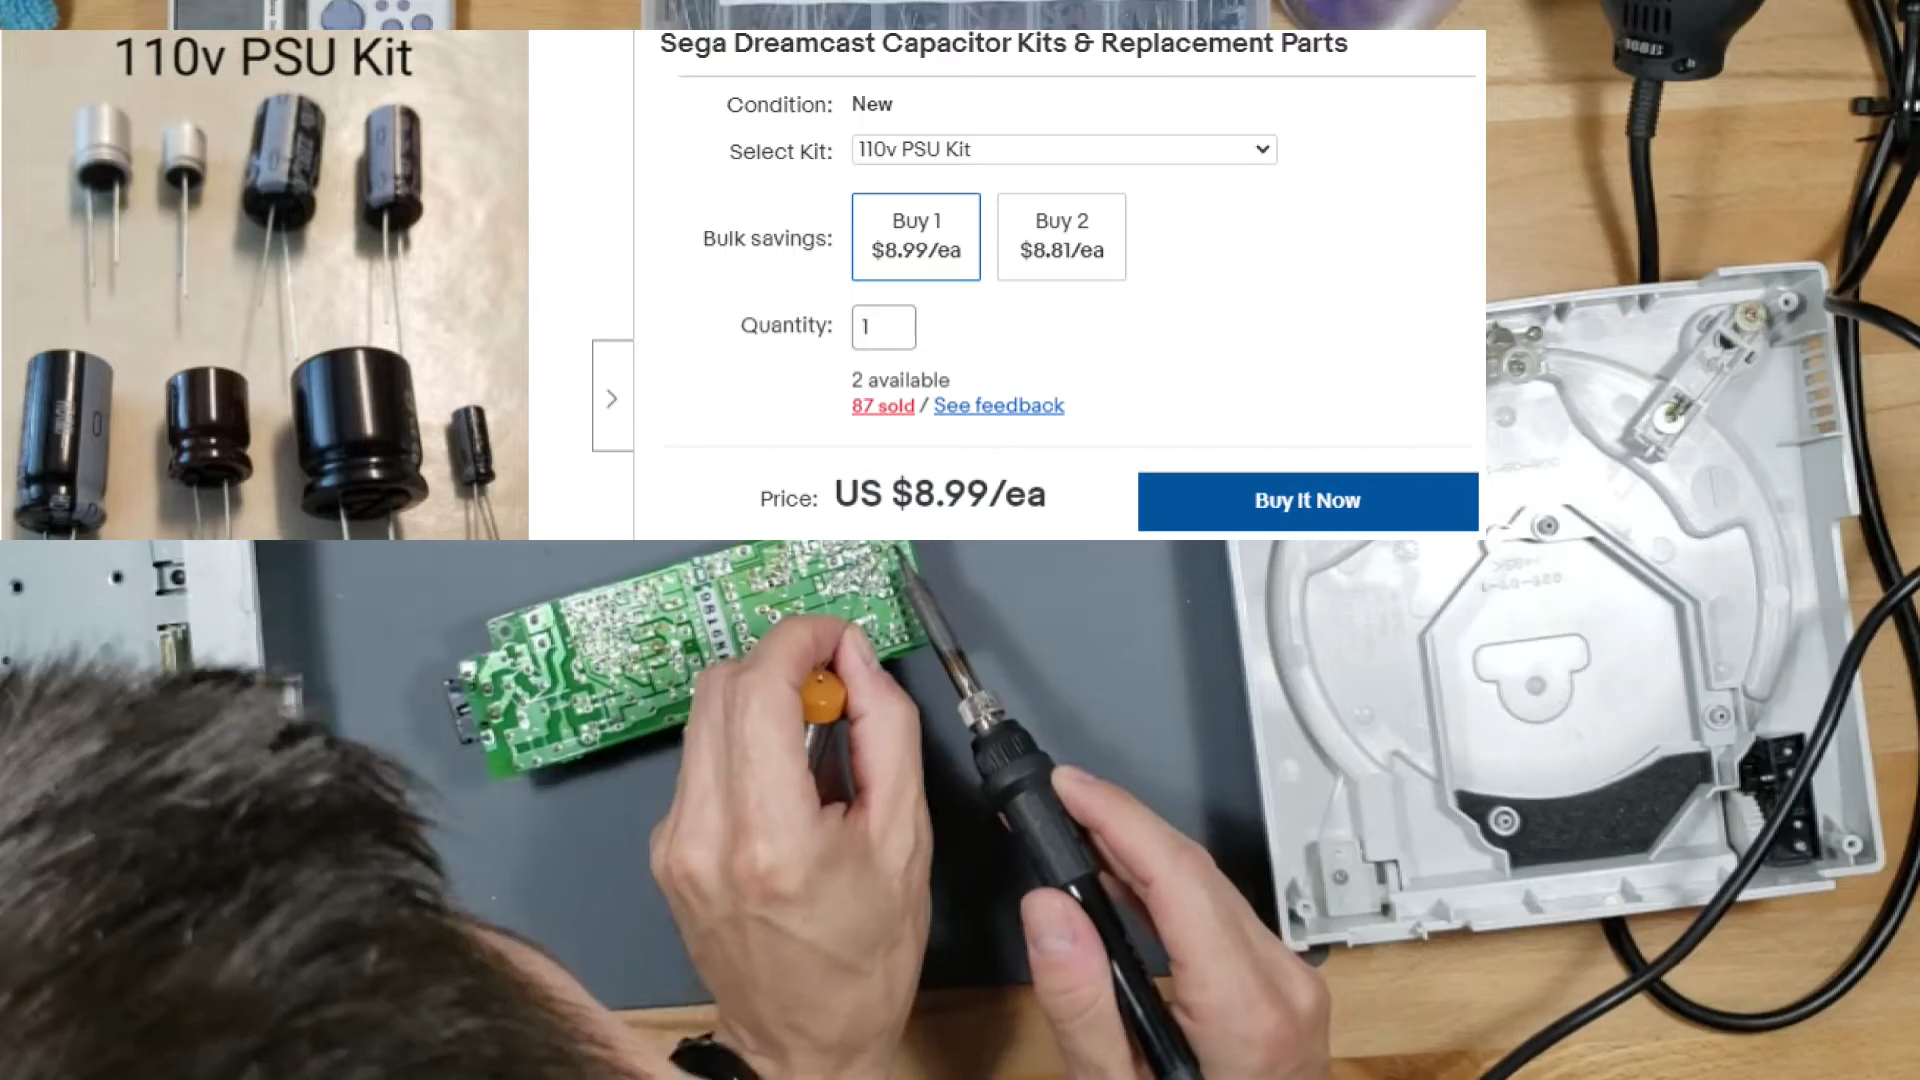 110v PSU Kit
Sega Dreamcast Capacitor Kits & Replacement Parts
Condition: New
Select Kit: 110v PSU Kit
Bulk savings:
Buy 1
$8.99/ea
Buy 2
$8.81/ea
Quantity: 1
2 available
87 sold / See feedback
Price: US $8.99/ea
Buy It Now